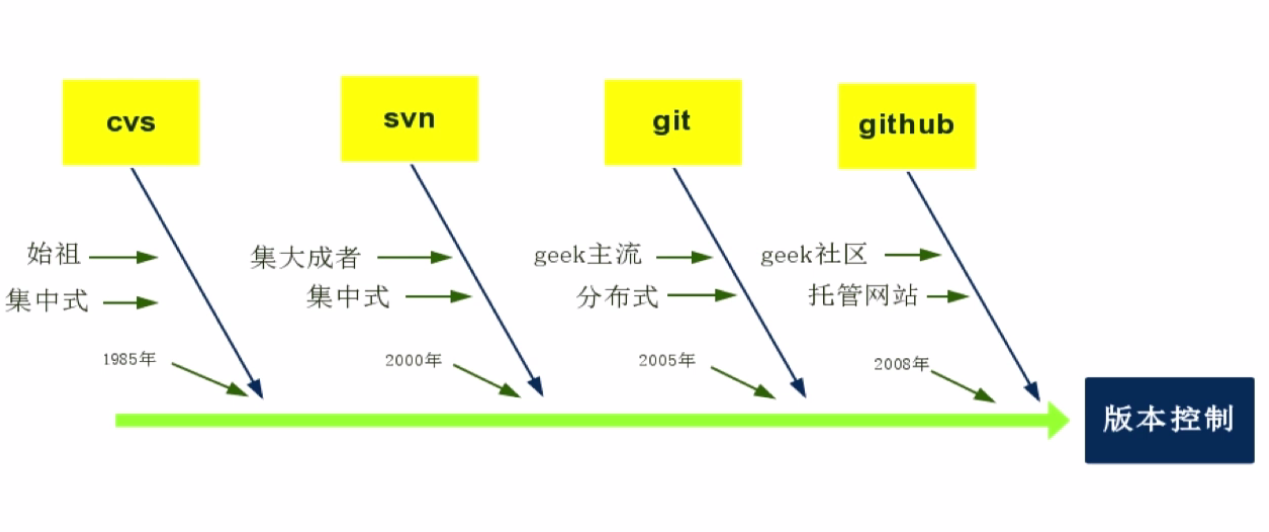 cvs
svn
git
github
始祖
集中式
1985年
集大成者
集中式
2000年
geek主流
分布式
2005年
geek社区
托管网站
2008年
版本控制